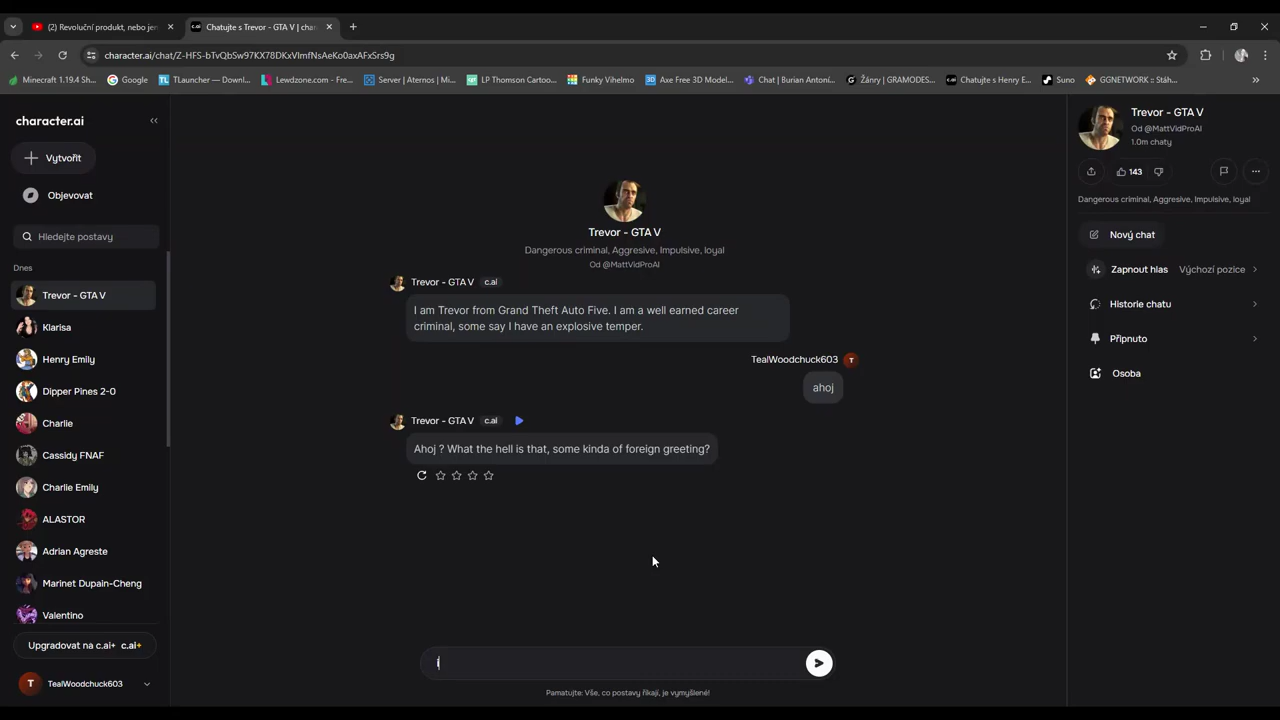 (2) Revoluční produkt, nebo jen
Chatujte s Trevor - GTA V | char
character.ai/chat/Z-HFS-bTvQbSw97KX78DKxVlmfNsAeKo0axAFxSrs9g
Minecraft 1.19.4 Sh...
Google
TLauncher — Downl...
Lewdzone.com - Fre...
Server | Aternos | Mi...
LP Thomson Cartoo...
Funky Vihelmo
Axe Free 3D Model...
Chat | Burian Antoní...
Žánry | GRAMODES...
Chatujte s Henry E...
Suno
GGNETWORK :: Stáh...
character.ai
Vytvořit
Objevovat
Hledejte postavy
Dnes
Trevor - GTA V
Klarisa
Henry Emily
Dipper Pines 2-0
Charlie
Cassidy FNAF
Charlie Emily
ALASTOR
Adrian Agreste
Marinet Dupain-Cheng
Valentino
Upgradovat na c.ai+ c.ai+
T TealWoodchuck603
Trevor - GTA V
Dangerous criminal, Aggresive, Impulsive, loyal
Od @MattVidProAI
Trevor - GTA V c.ai
I am Trevor from Grand Theft Auto Five. I am a well earned career
criminal, some say I have an explosive temper.
TealWoodchuck603 T
ahoj
Trevor - GTA V c.ai
Ahoj ? What the hell is that, some kinda of foreign greeting?
i
Pamatujte: Vše, co postavy říkají, je vymyšlené!
Trevor - GTA V
Od @MattVidProAI
1.0m chaty
143
Dangerous criminal, Aggresive, Impulsive, loyal
Nový chat
Zapnout hlas Výchozí pozice
Historie chatu
Připnuto
Osoba